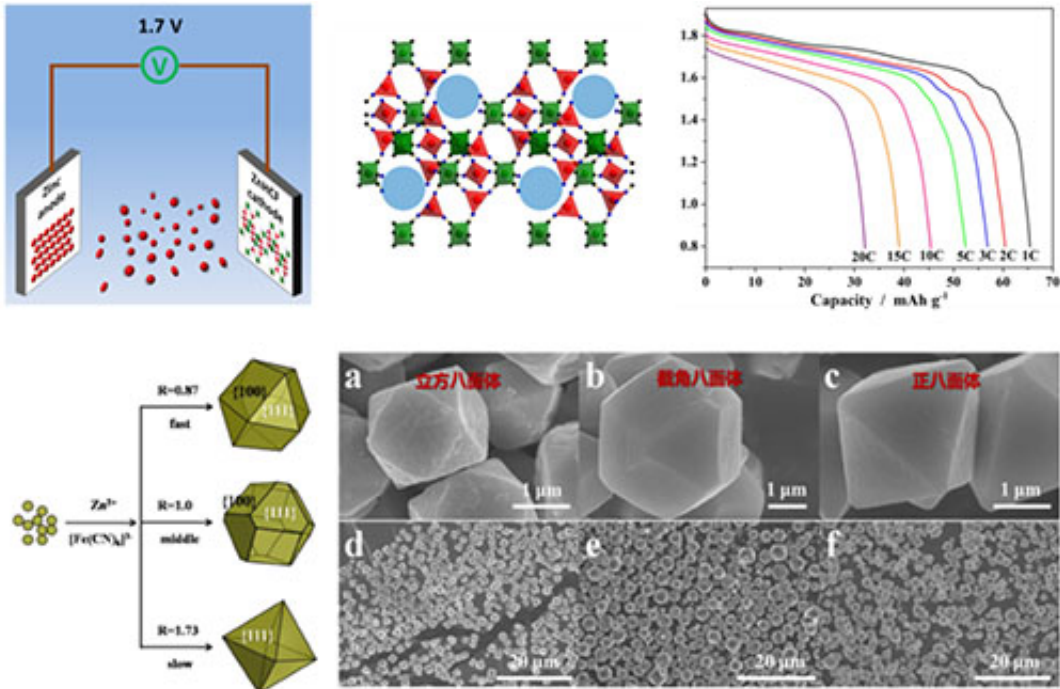 1.7 V
V
Zinc
anode
ZnHCF
cathode
1.8
1.6
1.4
1.2
1.0
0.8
20C 15C 10C 5C 3C 2C 1C
0 10 20 30 40 50 60 70
Capacity / mAh g⁻¹
R=0.87
fast
{100}
{111}
Zn²⁺
[Fe(CN)₆]³⁻
R=1.0
middle
{100}
{111}
R=1.73
slow
{111}
a
立方八面体
1 μm
b
截角八面体
1 μm
c
正八面体
1 μm
d
20 μm
e
20 μm
f
20 μm